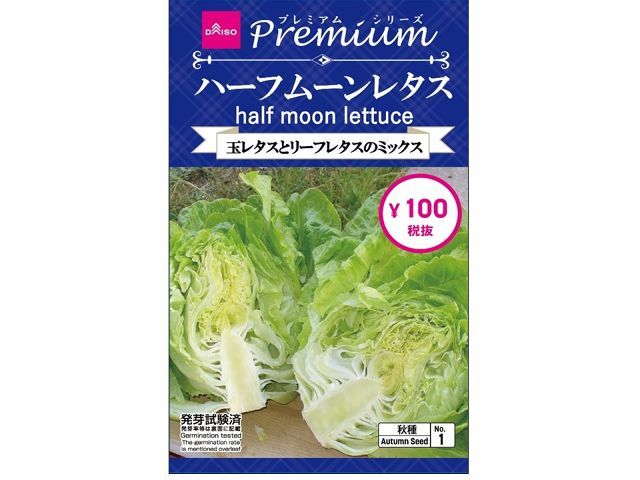 DAISO
プレミアム シリーズ
Premium
ハーフムーンレタス
half moon lettuce
玉レタスとリーフレタスのミックス
¥100
税抜
発芽試験済
発芽率等は裏面に記載
Germination tested
The germination rate
is mentioned overleaf
秋種
Autumn Seed
No.
1